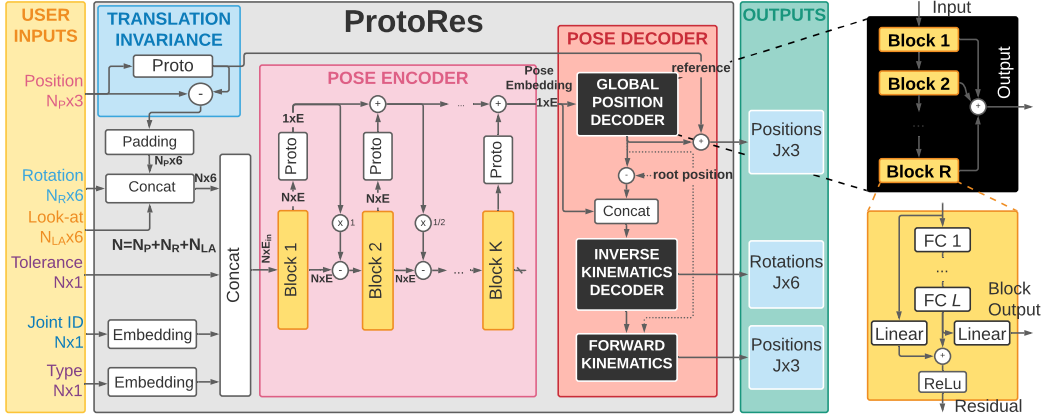 USER
INPUTS
Position
NPx3
Rotation
NRx6
Look-at
NLAx6
Tolerance
Nx1
Joint ID
Nx1
Type
Nx1
ProtoRes
TRANSLATION
INVARIANCE
Proto
-
Padding
NPx6
Concat
Nx6
N=NP+NR+NLA
Embedding
Embedding
Concat
NxEin
POSE ENCODER
1xE
Proto
NxE
Block 1
x
1
NxE
-
+
Proto
NxE
Block 2
x
1/2
NxE
-
...
...
+
Proto
Block K
Pose
Embedding
1xE
POSE DECODER
reference
GLOBAL
POSITION
DECODER
+
-
root position
Concat
INVERSE
KINEMATICS
DECODER
FORWARD
KINEMATICS
OUTPUTS
Positions
Jx3
Rotations
Jx6
Positions
Jx3
Input
Block 1
Block 2
...
Block R
+
Output
FC 1
...
FC L
Linear
Linear
Block
Output
+
ReLu
Residual